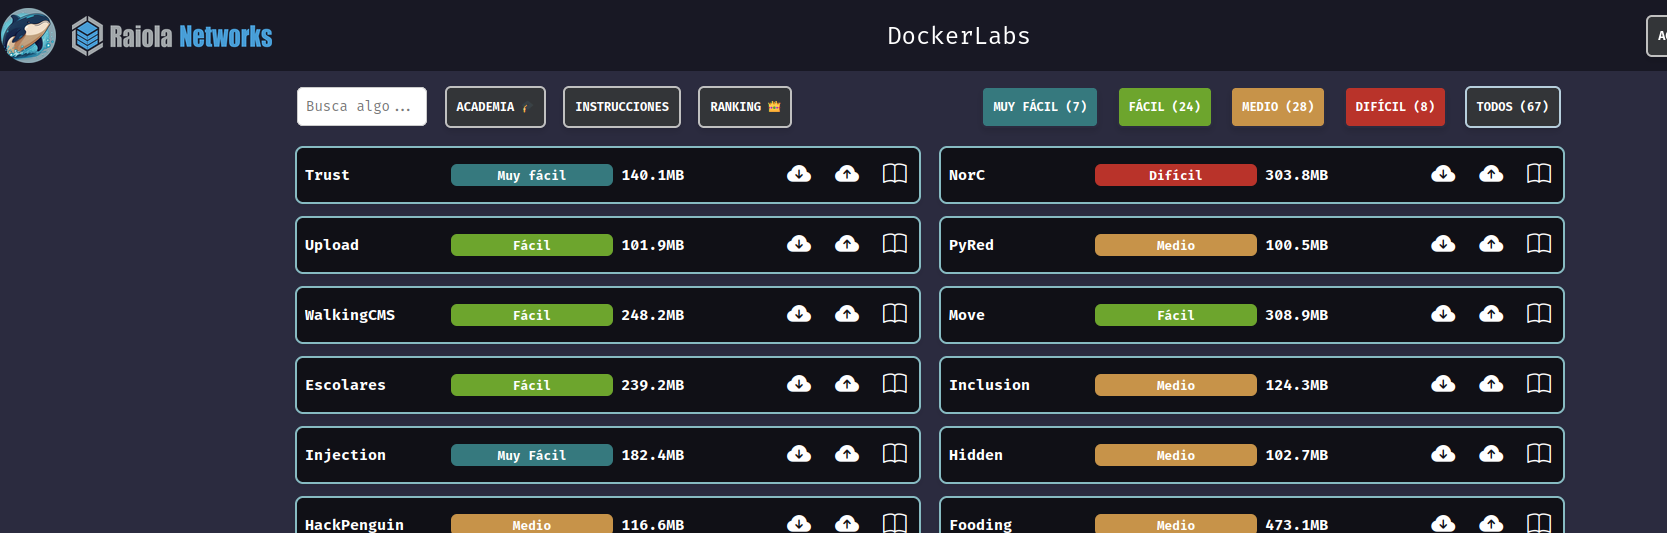 Raiola Networks
DockerLabs
Busca algo...
ACADEMIA
INSTRUCCIONES
RANKING
MUY FÁCIL (7)
FÁCIL (24)
MEDIO (28)
DIFÍCIL (8)
TODOS (67)
Trust Muy fácil 140.1MB
NorC Difícil 303.8MB
Upload Fácil 101.9MB
PyRed Medio 100.5MB
WalkingCMS Fácil 248.2MB
Move Fácil 308.9MB
Escolares Fácil 239.2MB
Inclusion Medio 124.3MB
Injection Muy Fácil 182.4MB
Hidden Medio 102.7MB
HackPenguin Medio 116.6MB
Fooding Medio 473.1MB